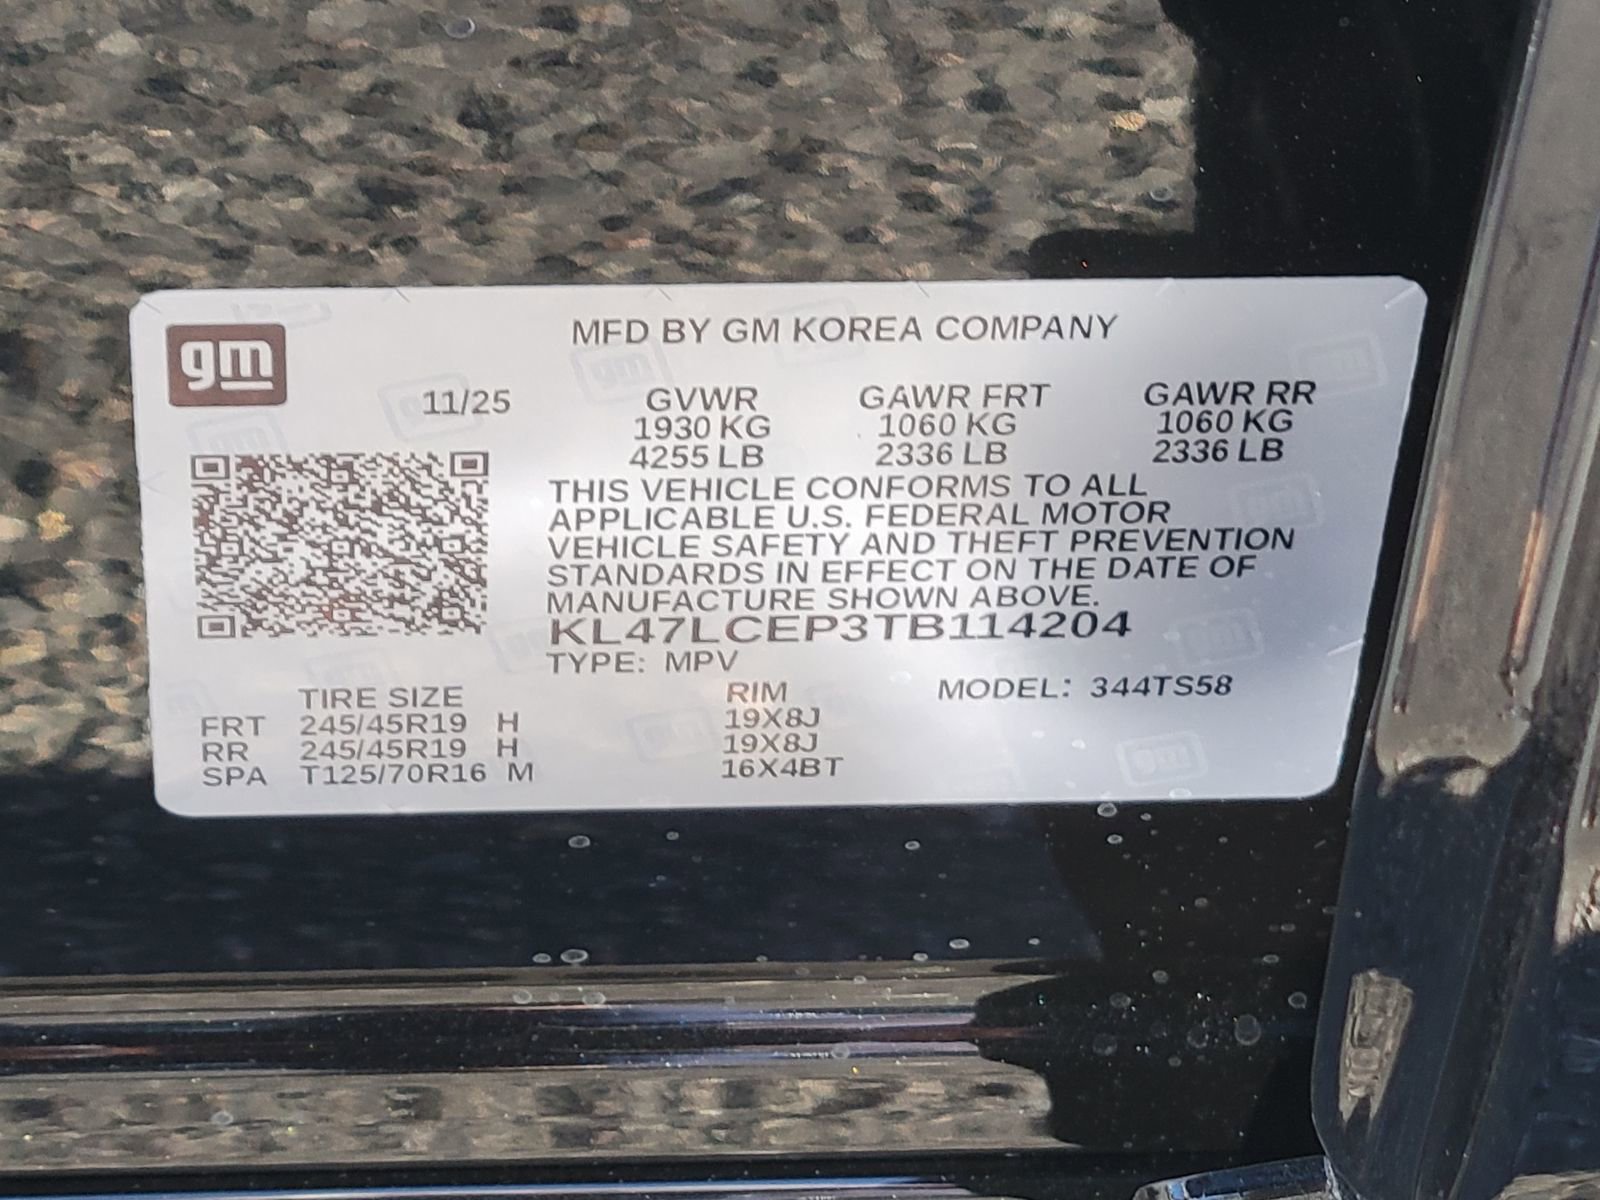 gm
MFD BY GM KOREA COMPANY
11/25 GVWR GAWR FRT GAWR RR
1930 KG 1060 KG 1060 KG
4255 LB 2336 LB 2336 LB
THIS VEHICLE CONFORMS TO ALL
APPLICABLE U.S. FEDERAL MOTOR
VEHICLE SAFETY AND THEFT PREVENTION
STANDARDS IN EFFECT ON THE DATE OF
MANUFACTURE SHOWN ABOVE.
KL47LCEP3TB114204
TYPE: MPV
TIRE SIZE RIM MODEL: 344TS58
FRT 245/45R19 H 19X8J
RR 245/45R19 H 19X8J
SPA T125/70R16 M 16X4BT